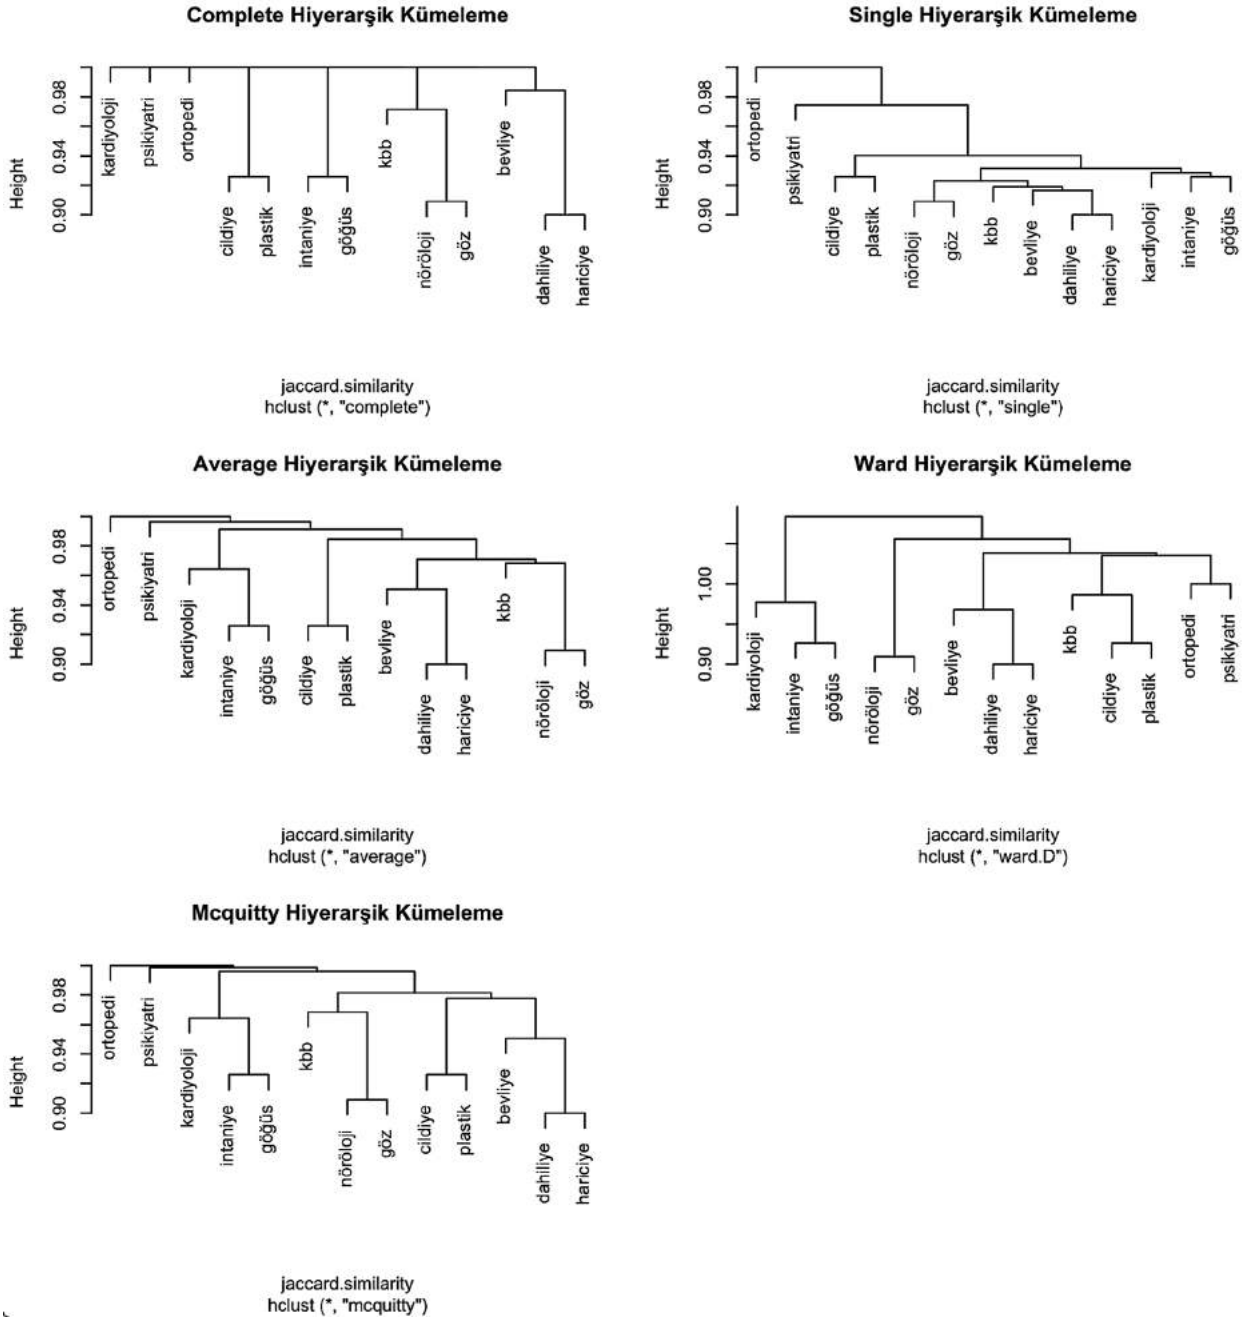 Complete Hiyerarşik Kümeleme
Height
0.90
0.94
0.98
kardiyoloji
psikiyatri
ortopedi
cildiye
plastik
intaniye
göğüs
kbb
nöröloji
göz
bevliye
dahiliye
hariciye
jaccard.similarity
hclust (*, "complete")
Single Hiyerarşik Kümeleme
Height
0.90
0.94
0.98
ortopedi
psikiyatri
cildiye
plastik
nöröloji
göz
kbb
bevliye
dahiliye
hariciye
kardiyoloji
intaniye
göğüs
jaccard.similarity
hclust (*, "single")
Average Hiyerarşik Kümeleme
Height
0.90
0.94
0.98
ortopedi
psikiyatri
kardiyoloji
intaniye
göğüs
cildiye
plastik
bevliye
dahiliye
hariciye
kbb
nöröloji
göz
jaccard.similarity
hclust (*, "average")
Ward Hiyerarşik Kümeleme
Height
0.90
1.00
kardiyoloji
intaniye
göğüs
nöröloji
göz
bevliye
dahiliye
hariciye
kbb
cildiye
plastik
ortopedi
psikiyatri
jaccard.similarity
hclust (*, "ward.D")
Mcquitty Hiyerarşik Kümeleme
Height
0.90
0.94
0.98
ortopedi
psikiyatri
kardiyoloji
intaniye
göğüs
kbb
nöröloji
göz
cildiye
plastik
bevliye
dahiliye
hariciye
jaccard.similarity
hclust (*, "mcquitty")